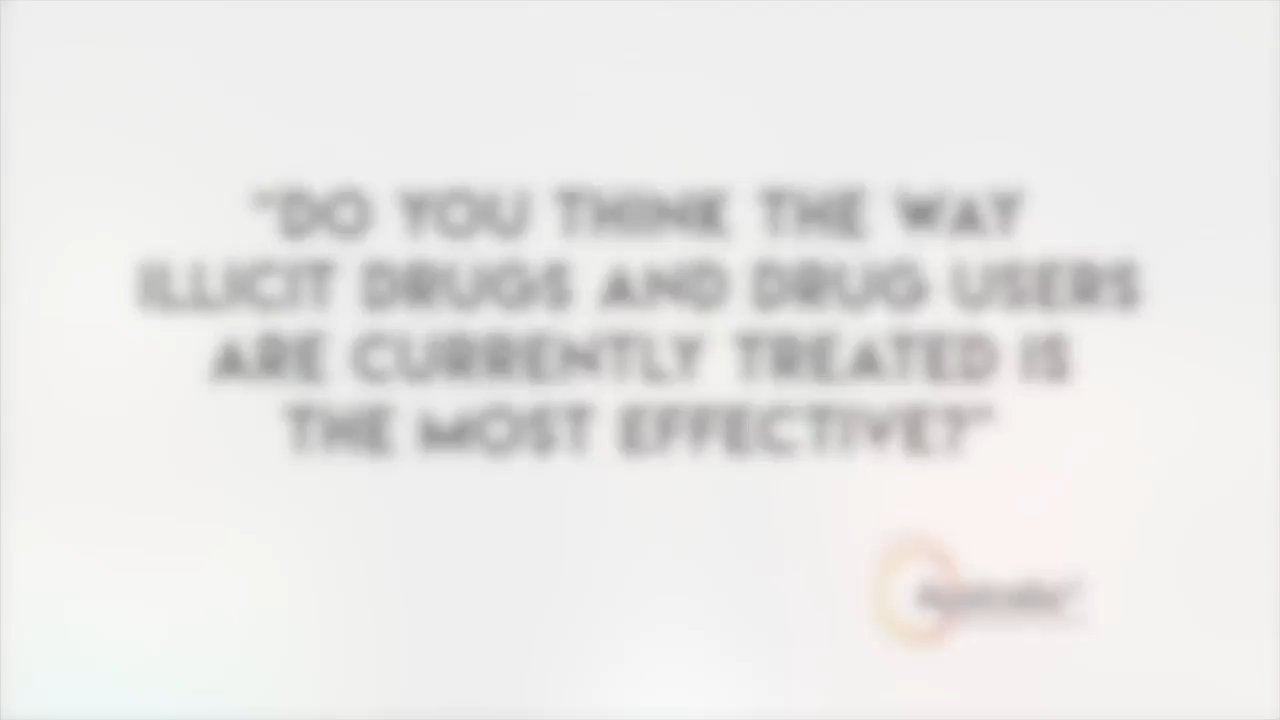 "DO YOU THINK THE WAY
ILLICIT DRUGS AND DRUG USERS
ARE CURRENTLY TREATED IS
THE MOST EFFECTIVE?"